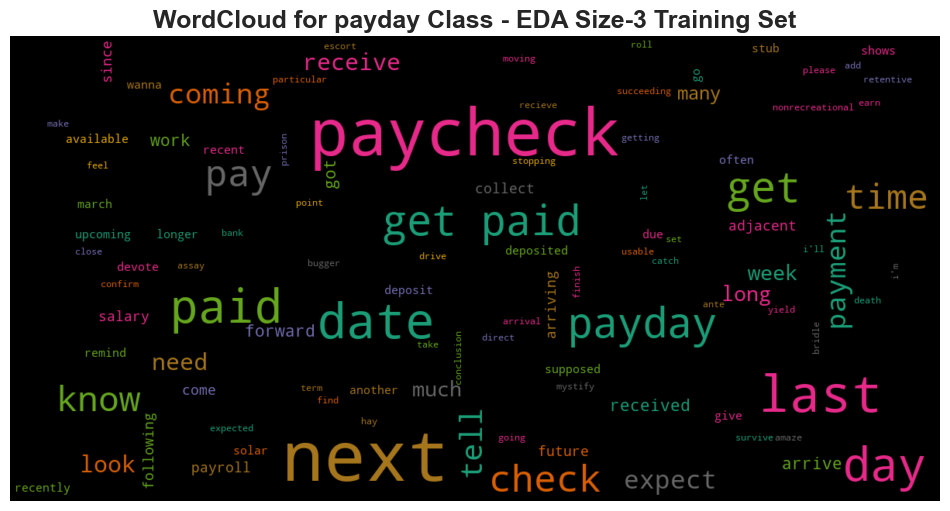 WordCloud for payday Class - EDA Size-3 Training Set
since
escort
roll
stub
shows
receive
moving
go
please
add
wanna
particular
coming
succeeding
many
retentive
recieve
nonrecreational
earn
make
paycheck
available
work
prison
getting
recent
feel
got
stopping
often
pay
collect
let
get
time
march
point
get paid
adjacent
upcoming
longer
bank
due
set
payment
deposited
i'll
close
drive
usable
devote
assay
bugger
catch
week
i'm
confirm
finish
deposit
arriving
long
paid
date
ante
yield
death
salary
forward
arrival
payday
direct
bridle
remind
take
conclusion
need
supposed
come
term
another
much
mystify
last
know
find
received
give
hay
expected
tell
going
survive
amaze
following
solar
next
future
look
payroll
arrive
day
recently
check
expect